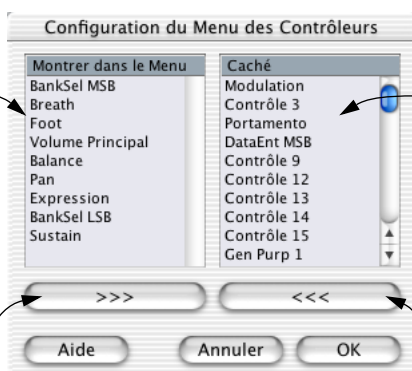 Configuration du Menu des Contrôleurs
Montrer dans le Menu
BankSel MSB
Breath
Foot
Volume Principal
Balance
Pan
Expression
BankSel LSB
Sustain
Caché
Modulation
Contrôle 3
Portamento
DataEnt MSB
Contrôle 9
Contrôle 12
Contrôle 13
Contrôle 14
Contrôle 15
Gen Purp 1
>>>
<<<
Aide
Annuler
OK